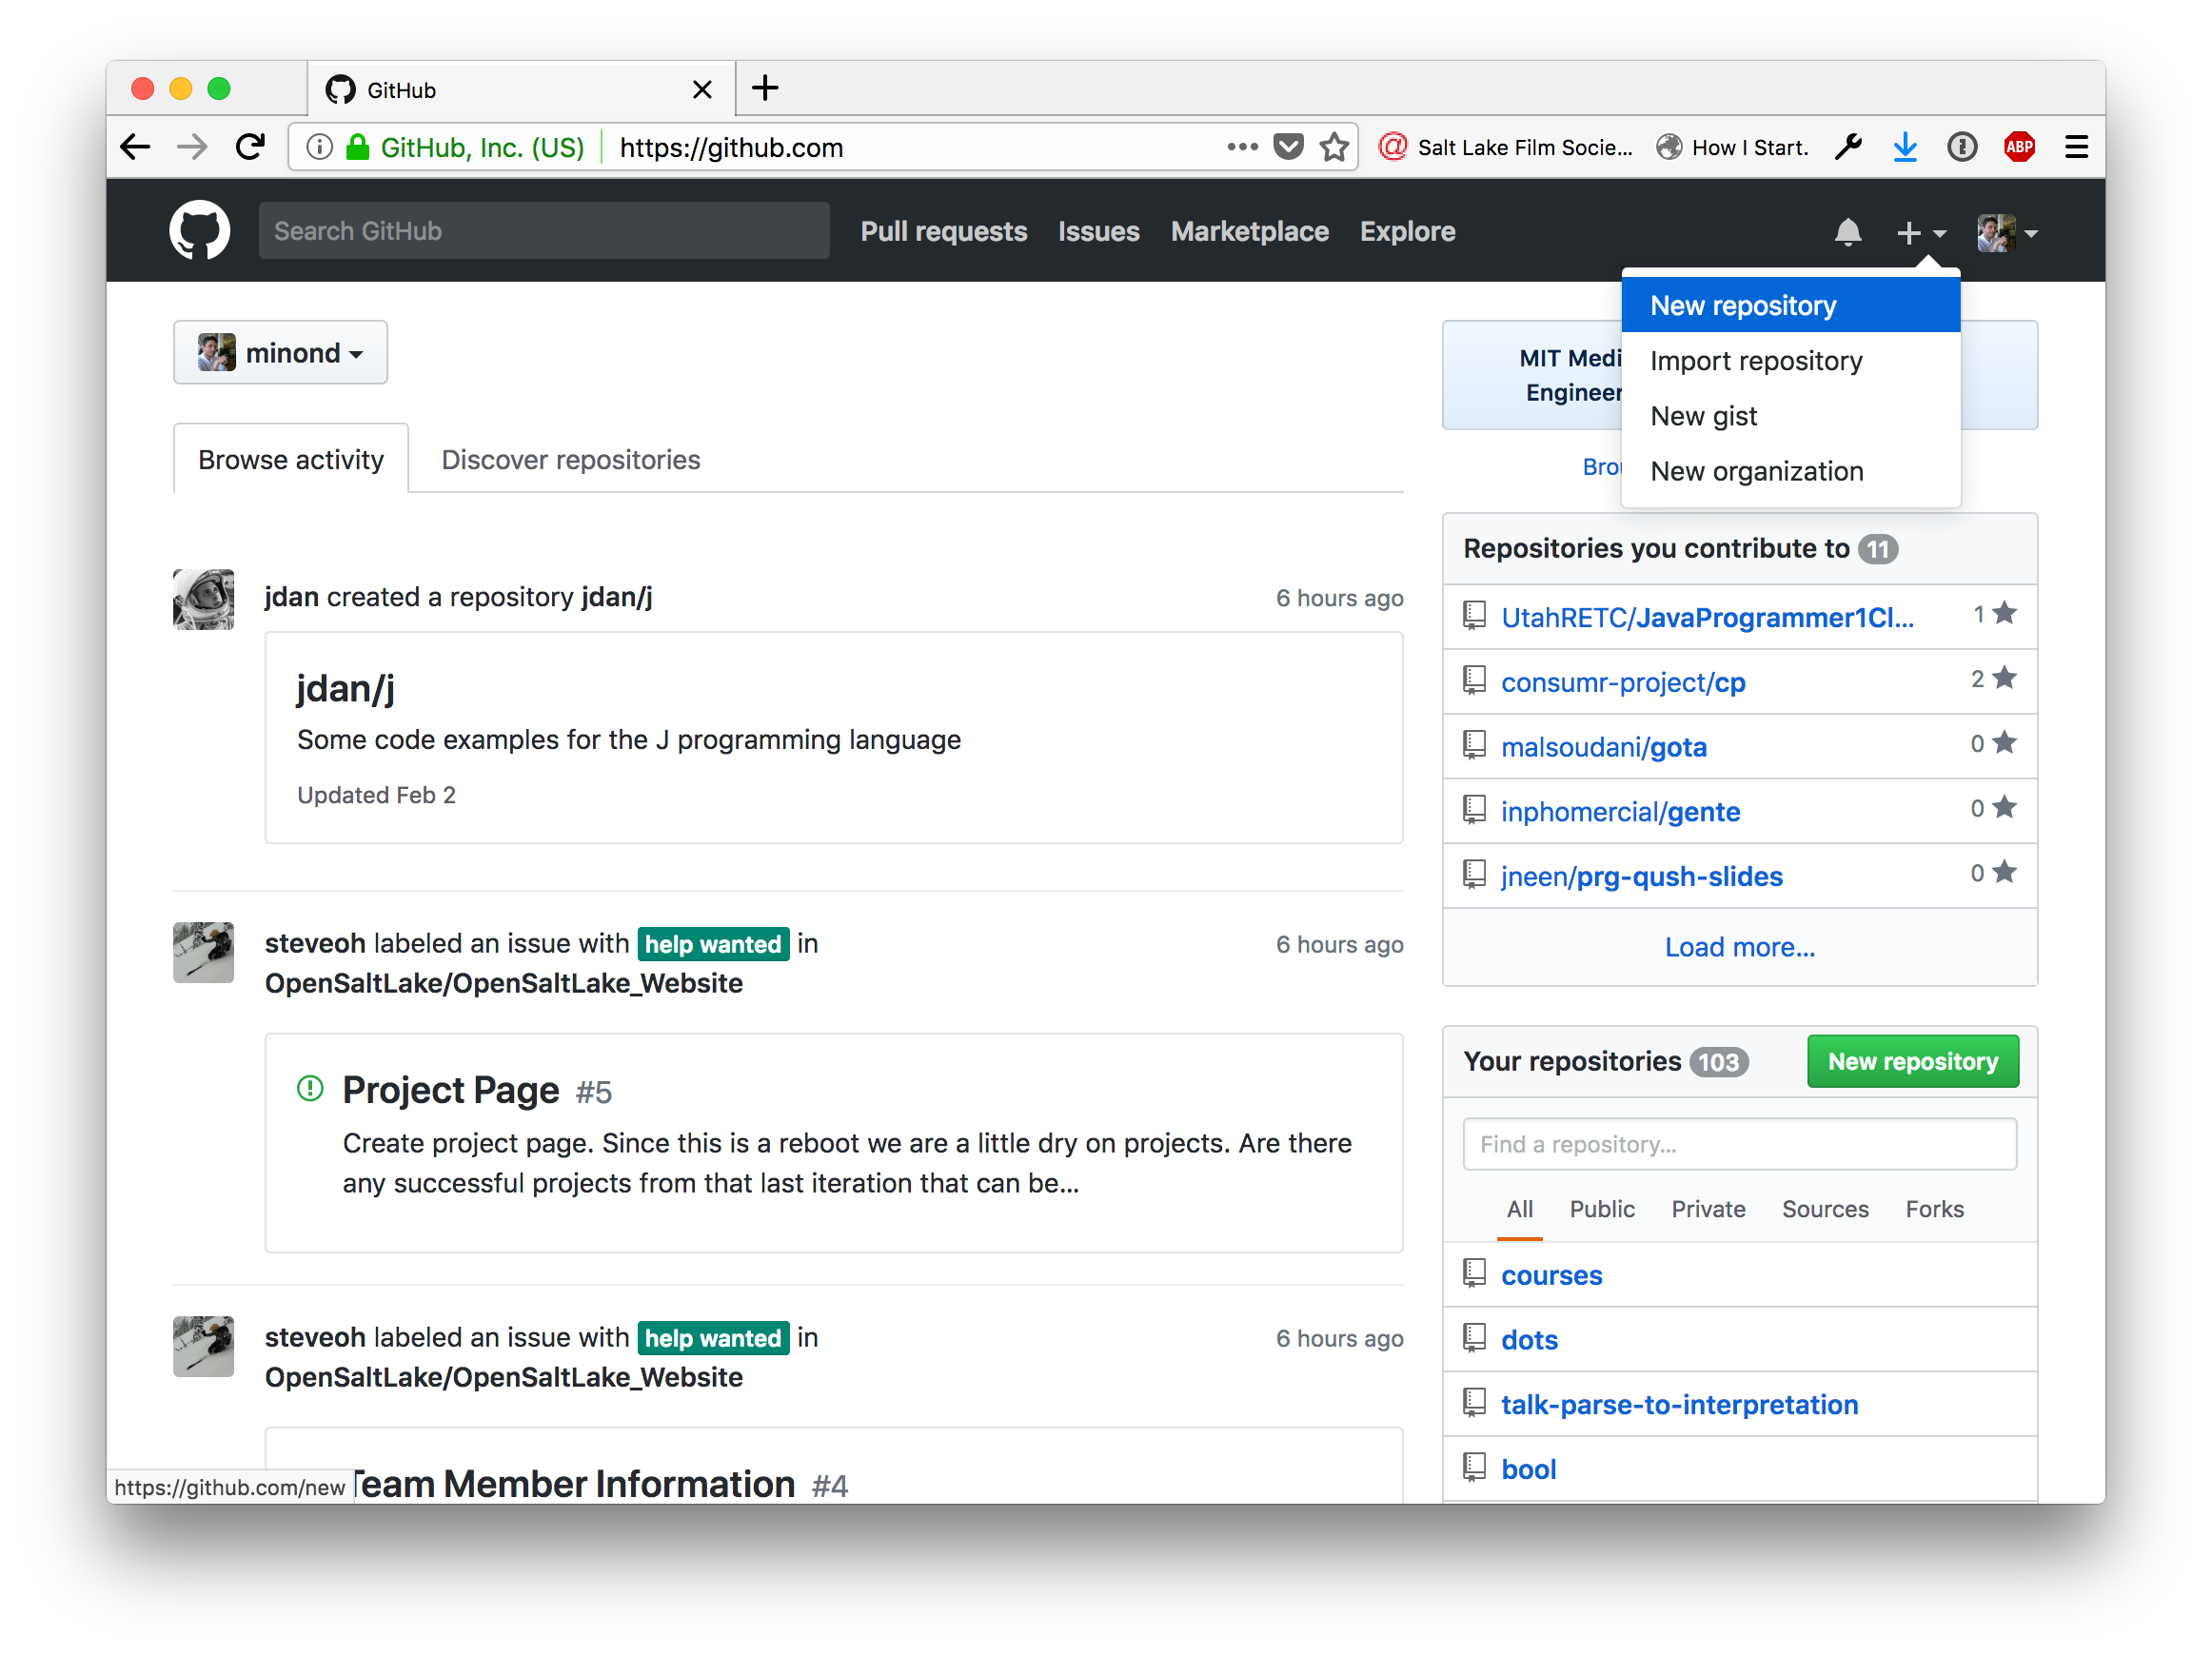 GitHub
GitHub, Inc. (US) https://github.com
Salt Lake Film Socie... How I Start.
ABP
Search GitHub
Pull requests Issues Marketplace Explore
New repository
Import repository
New gist
New organization
minond
MIT Medi
Engineer
Brou
Browse activity Discover repositories
jdan created a repository jdan/j 6 hours ago
jdan/j
Some code examples for the J programming language
Updated Feb 2
steveoh labeled an issue with help wanted in 6 hours ago
OpenSaltLake/OpenSaltLake_Website
Project Page #5
Create project page. Since this is a reboot we are a little dry on projects. Are there
any successful projects from that last iteration that can be...
steveoh labeled an issue with help wanted in 6 hours ago
OpenSaltLake/OpenSaltLake_Website
Team Member Information #4
https://github.com/new
Repositories you contribute to 11
UtahRETC/JavaProgrammer1Cl... 1
consumr-project/cp 2
malsoudani/gota 0
inphomercial/gente 0
jneen/prg-qush-slides 0
Load more...
Your repositories 103 New repository
Find a repository...
All Public Private Sources Forks
courses
dots
talk-parse-to-interpretation
bool